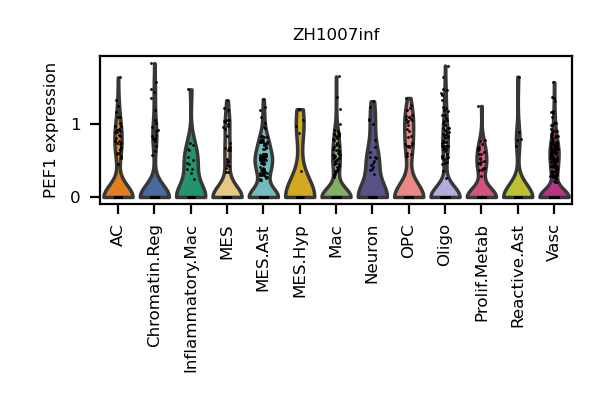 ZH1007inf
PEF1 expression
1
0
AC
Chromatin.Reg
Inflammatory.Mac
MES
MES.Ast
MES.Hyp
Mac
Neuron
OPC
Oligo
Prolif.Metab
Reactive.Ast
Vasc